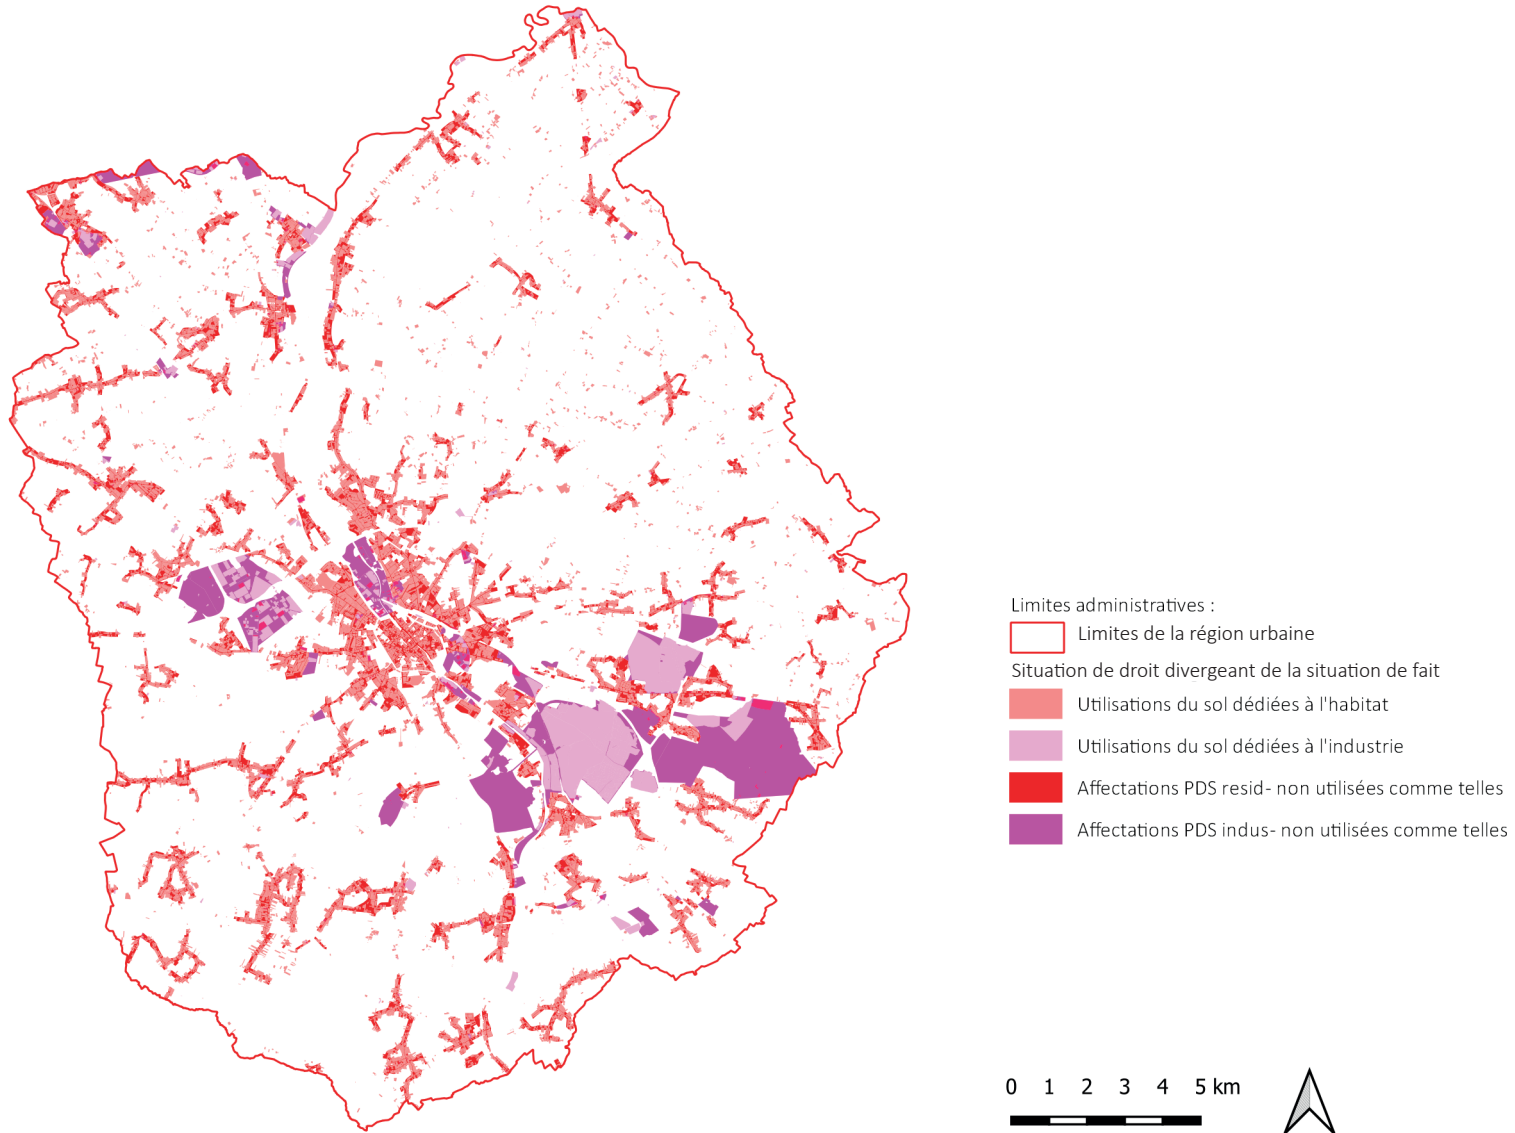 Limites administratives :
Limites de la région urbaine
Situation de droit divergeant de la situation de fait
Utilisations du sol dédiées à l'habitat
Utilisations du sol dédiées à l'industrie
Affectations PDS resid- non utilisées comme telles
Affectations PDS indus- non utilisées comme telles
0 1 2 3 4 5 km